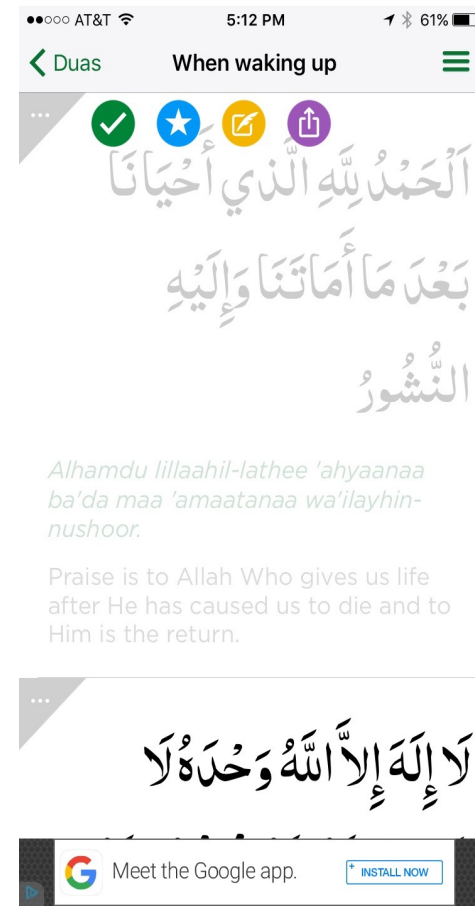 AT&T 5:12 PM 61%
Duas When waking up
اَلْحَمْدُ لِلَّهِ الَّذي أَحْيَانَا
بَعْدَ مَا أَمَاتَنَا وَإِلَيْهِ
النُّشُورُ
Alhamdu lillaahil-lathee 'ahyaanaa
ba'da maa 'amaatanaa wa'ilayhin-
nushoor.
Praise is to Allah Who gives us life
after He has caused us to die and to
Him is the return.
لَا إِلَهَ إِلاَّ اللَّهُ وَحْدَهُ لَا
Meet the Google app. INSTALL NOW